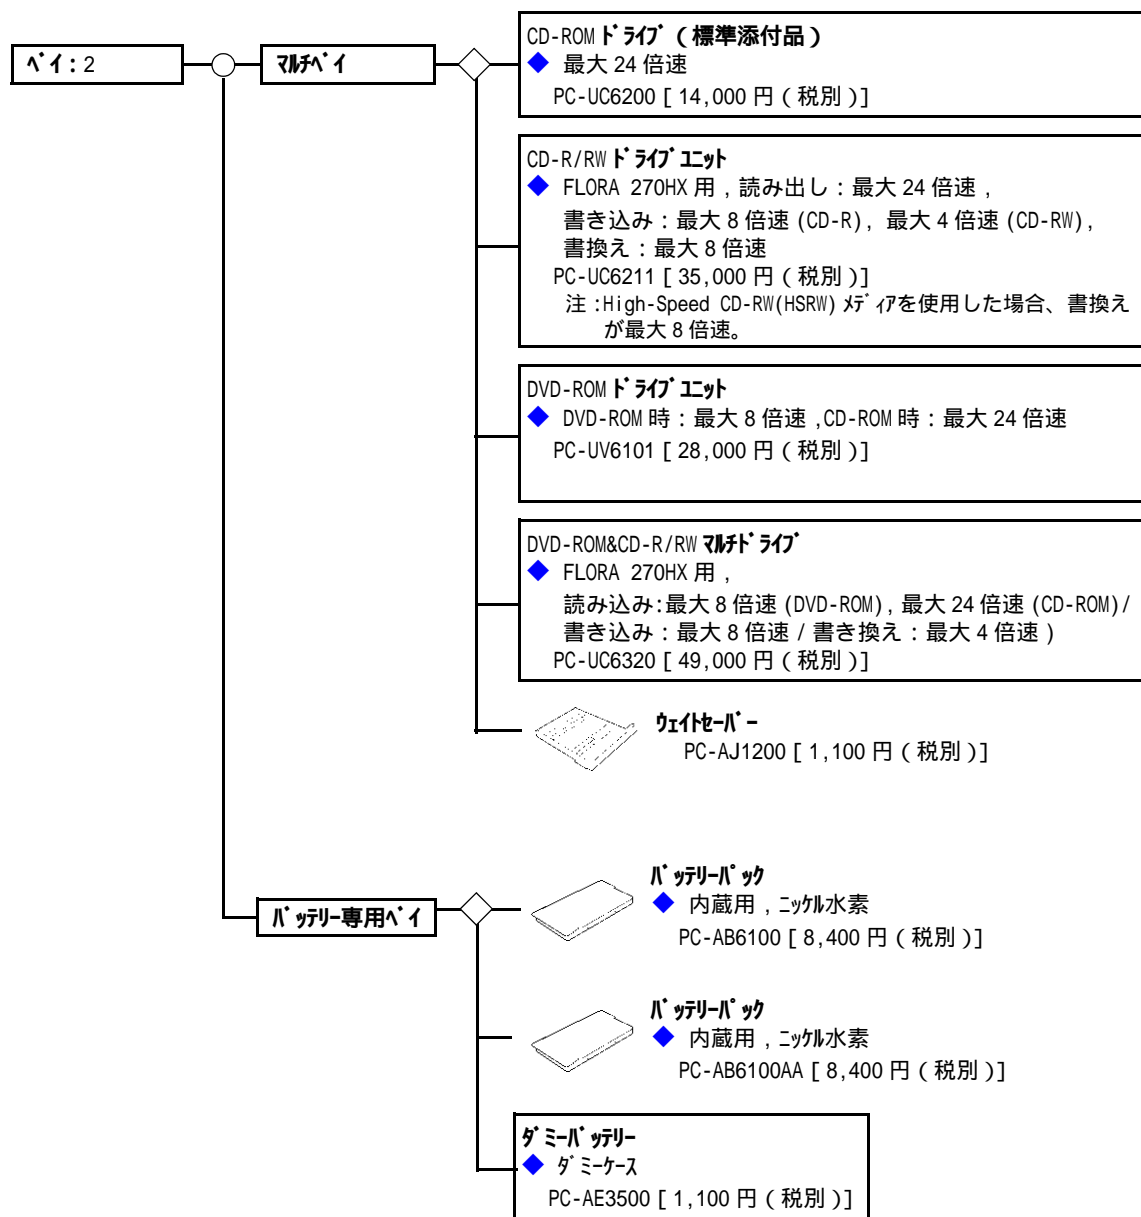 ﾍﾞｲ:2
ﾏﾙﾁﾍﾞｲ
CD-ROM ﾄﾞﾗｲﾌﾞ（標準添付品）
◆ 最大 24 倍速
PC-UC6200 [ 14,000 円（税別）]
CD-R/RW ﾄﾞﾗｲﾌﾞﾕﾆｯﾄ
◆ FLORA 270HX 用，読み出し：最大 24 倍速，
書き込み：最大 8 倍速 (CD-R), 最大 4 倍速 (CD-RW),
書換え：最大 8 倍速
PC-UC6211 [ 35,000 円（税別）]
注：High-Speed CD-RW(HSRW) ﾒﾃﾞｨｱを使用した場合、書換え
が最大 8 倍速。
DVD-ROM ﾄﾞﾗｲﾌﾞﾕﾆｯﾄ
◆ DVD-ROM 時：最大 8 倍速 ,CD-ROM 時：最大 24 倍速
PC-UV6101 [ 28,000 円（税別）]
DVD-ROM&CD-R/RW ﾏﾙﾁﾄﾞﾗｲﾌﾞ
◆ FLORA 270HX 用，
読み込み:最大 8 倍速 (DVD-ROM), 最大 24 倍速 (CD-ROM)/
書き込み：最大 8 倍速 / 書き換え：最大 4 倍速 )
PC-UC6320 [ 49,000 円（税別）]
ｳｪｲﾄｾｰﾊﾞｰ
PC-AJ1200 [ 1,100 円（税別）]
ﾊﾞｯﾃﾘｰ専用ﾍﾞｲ
ﾊﾞｯﾃﾘｰﾊﾟｯｸ
◆ 内蔵用，ﾆｯｹﾙ水素
PC-AB6100 [ 8,400 円（税別）]
ﾊﾞｯﾃﾘｰﾊﾟｯｸ
◆ 内蔵用，ﾆｯｹﾙ水素
PC-AB6100AA [ 8,400 円（税別）]
ﾀﾞﾐｰﾊﾞｯﾃﾘｰ
◆ ﾀﾞﾐｰｹｰｽ
PC-AE3500 [ 1,100 円（税別）]